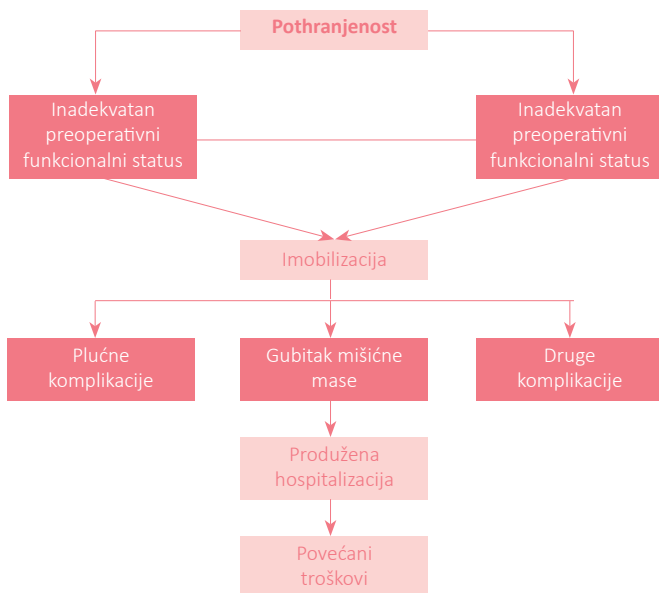 Pothranjenost
Inadekvatan
preoperativni
funkcionalni status
Inadekvatan
preoperativni
funkcionalni status
Imobilizacija
Plućne
komplikacije
Gubitak mišićne
mase
Druge
komplikacije
Produžena
hospitalizacija
Povećani
troškovi